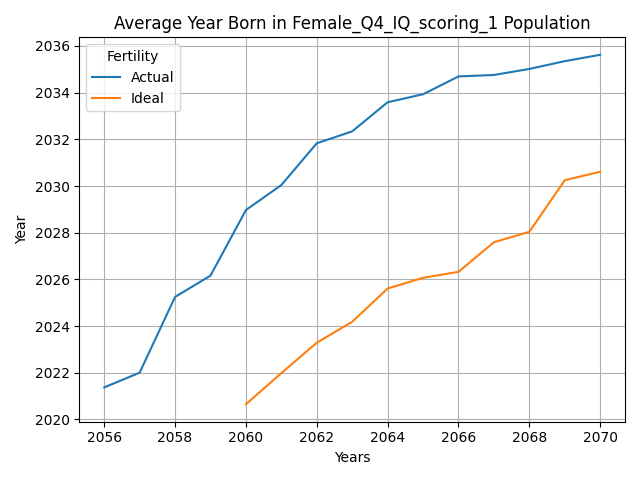 Average Year Born in Female_Q4_IQ_scoring_1 Population
Fertility
Actual
Ideal
2036
2034
2032
2030
2028
2026
2024
2022
2020
Year
2056 2058 2060 2062 2064 2066 2068 2070
Years